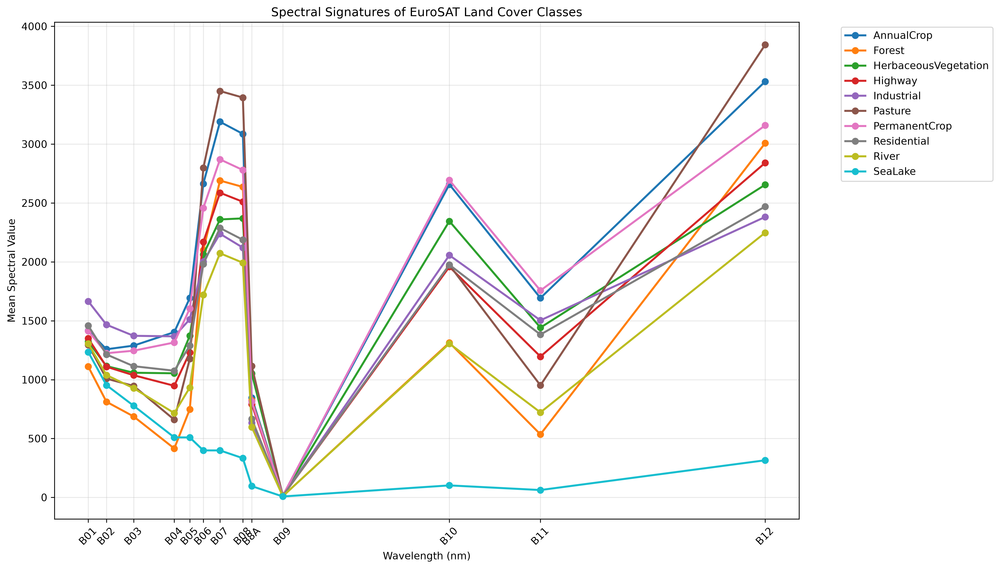 Spectral Signatures of EuroSAT Land Cover Classes
4000
3500
3000
2500
2000
1500
1000
500
0
Mean Spectral Value
B01
B02
B03
B04
B05
B06
B07
B08
B8A
B09
B10
B11
B12
Wavelength (nm)
AnnualCrop
Forest
HerbaceousVegetation
Highway
Industrial
Pasture
PermanentCrop
Residential
River
SeaLake